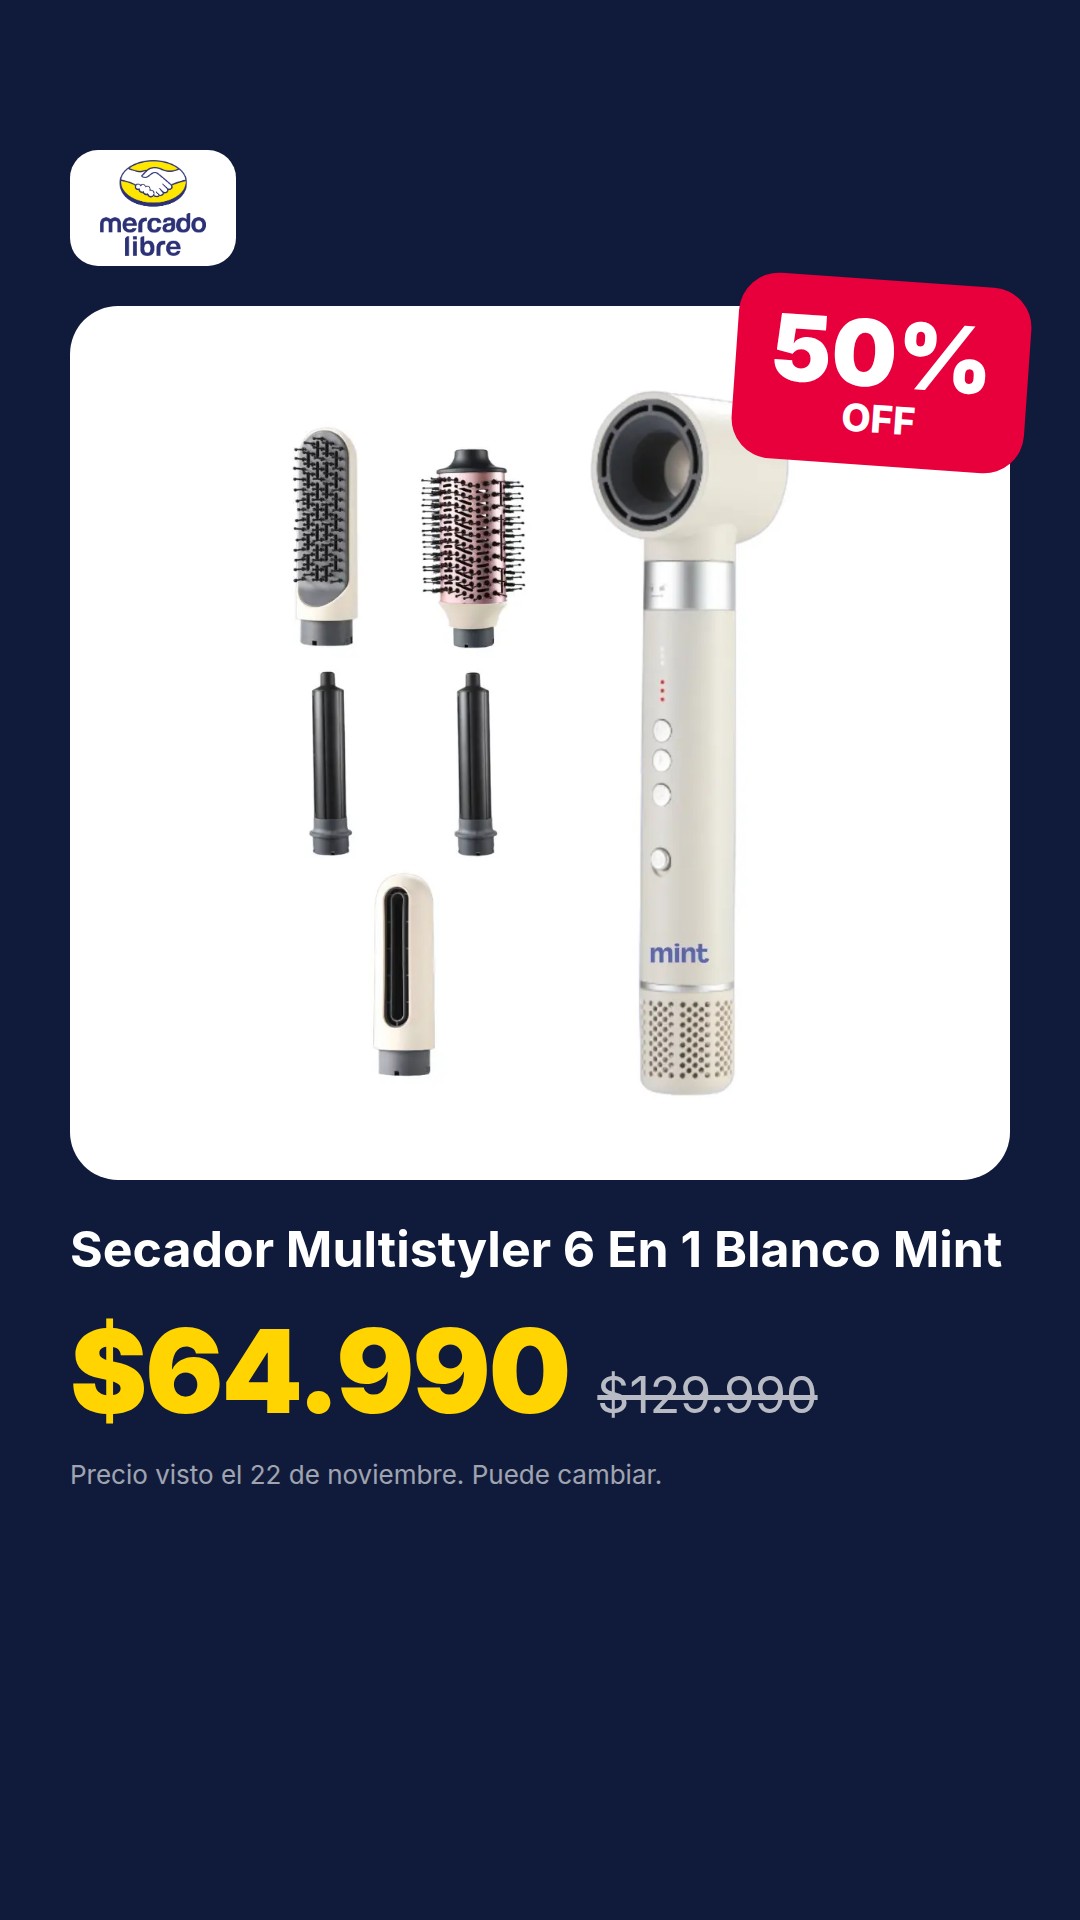 mercado
libre
50%
OFF
mint
Secador Multistyler 6 En 1 Blanco Mint
$64.990 $129.990
Precio visto el 22 de noviembre. Puede cambiar.